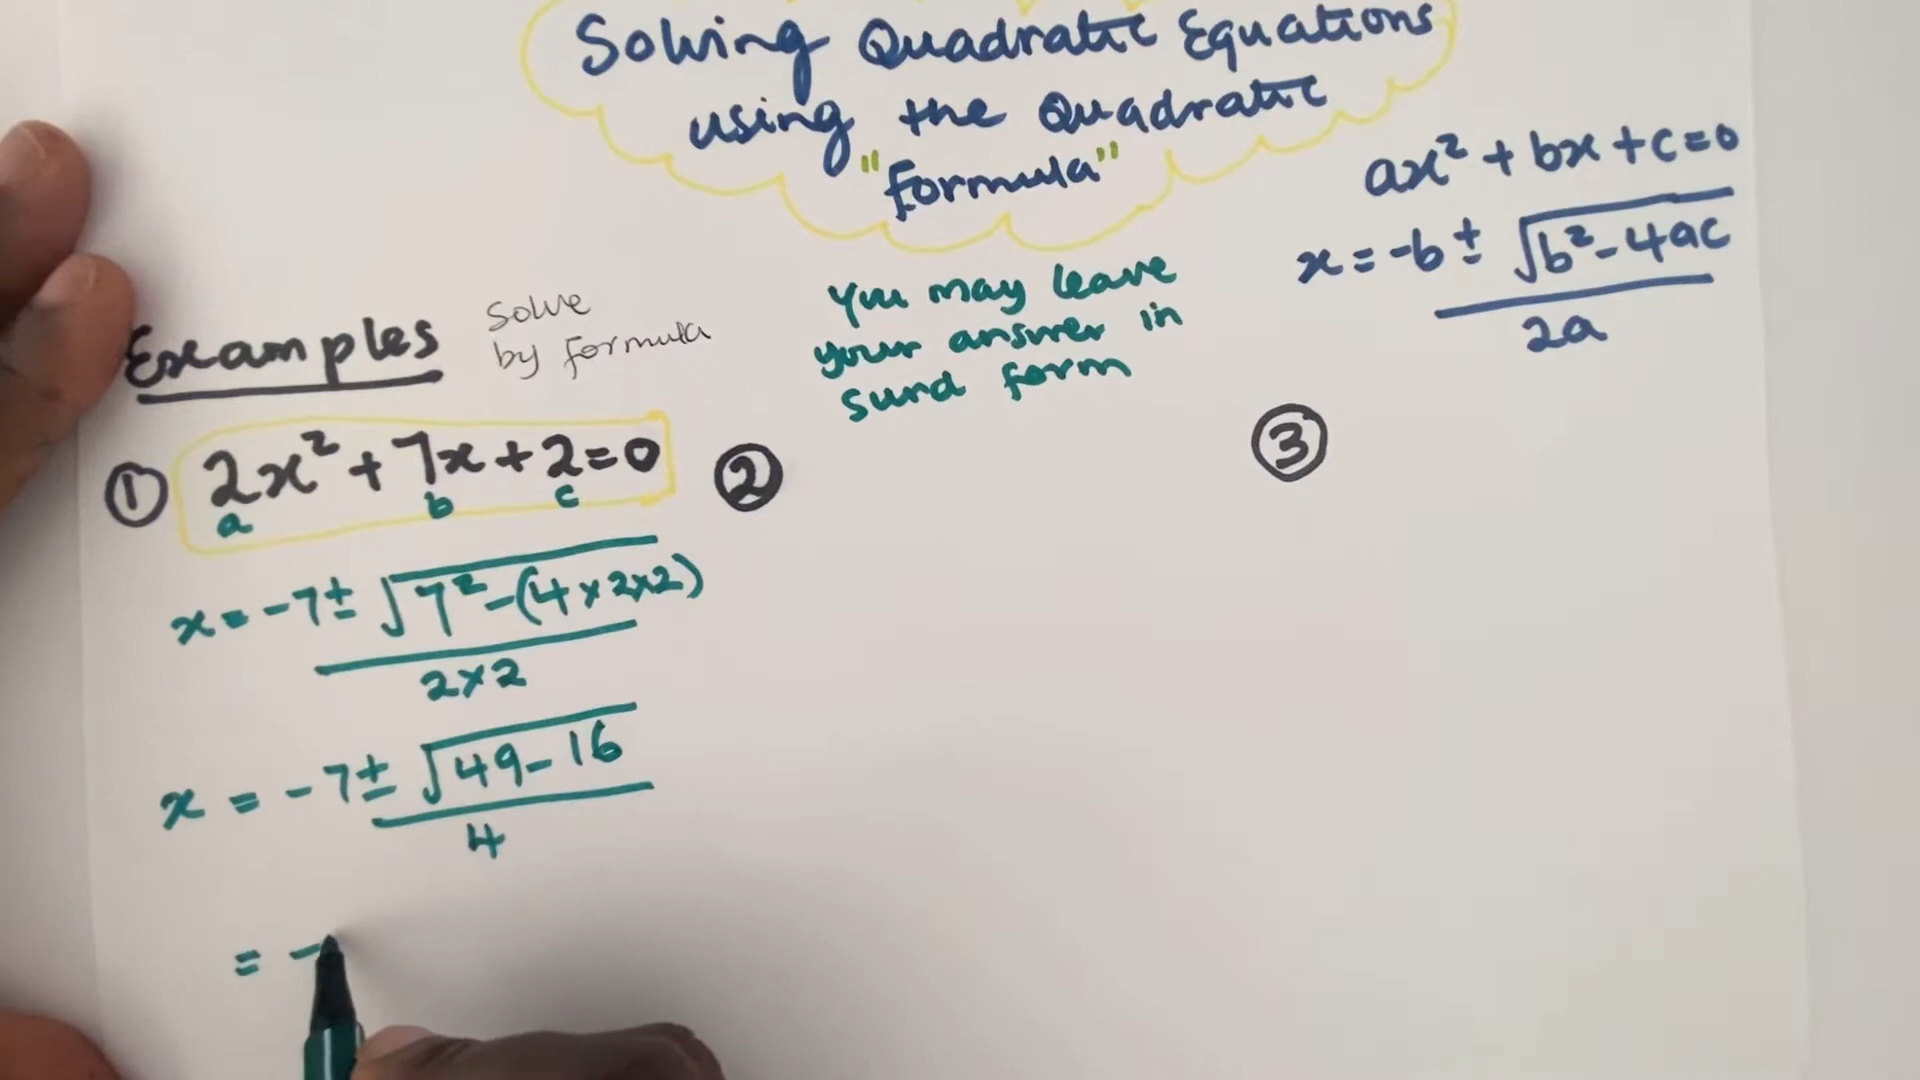 Solving Quadratic Equations
using the Quadratic
"formula"
ax² + bx + c = 0
x = -b ± √b² - 4ac
2a
You may leave
your answer in
surd form
Examples
Solve
by formula
① 2x² + 7x + 2 = 0
a b c
②
③
x = -7 ± √7² - (4 × 2 × 2)
2 × 2
x = -7 ± √49 - 16
4
= -